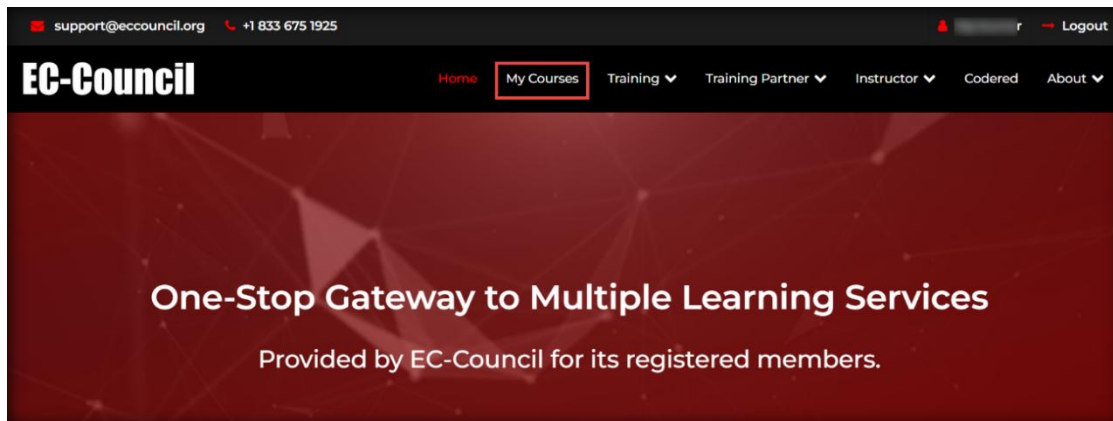 support@eccouncil.org +1 833 675 1925 Logout
EC-Council Home My Courses Training Training Partner Instructor Codered About
One-Stop Gateway to Multiple Learning Services
Provided by EC-Council for its registered members.